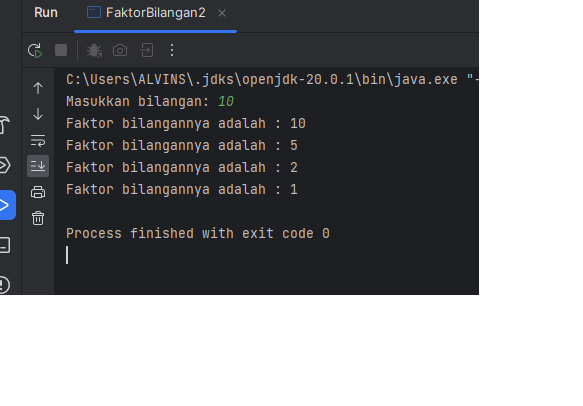 Run FaktorBilangan2
C:\Users\ALVINS\.jdks\openjdk-20.0.1\bin\java.exe "-
Masukkan bilangan: 10
Faktor bilangannya adalah : 10
Faktor bilangannya adalah : 5
Faktor bilangannya adalah : 2
Faktor bilangannya adalah : 1
Process finished with exit code 0